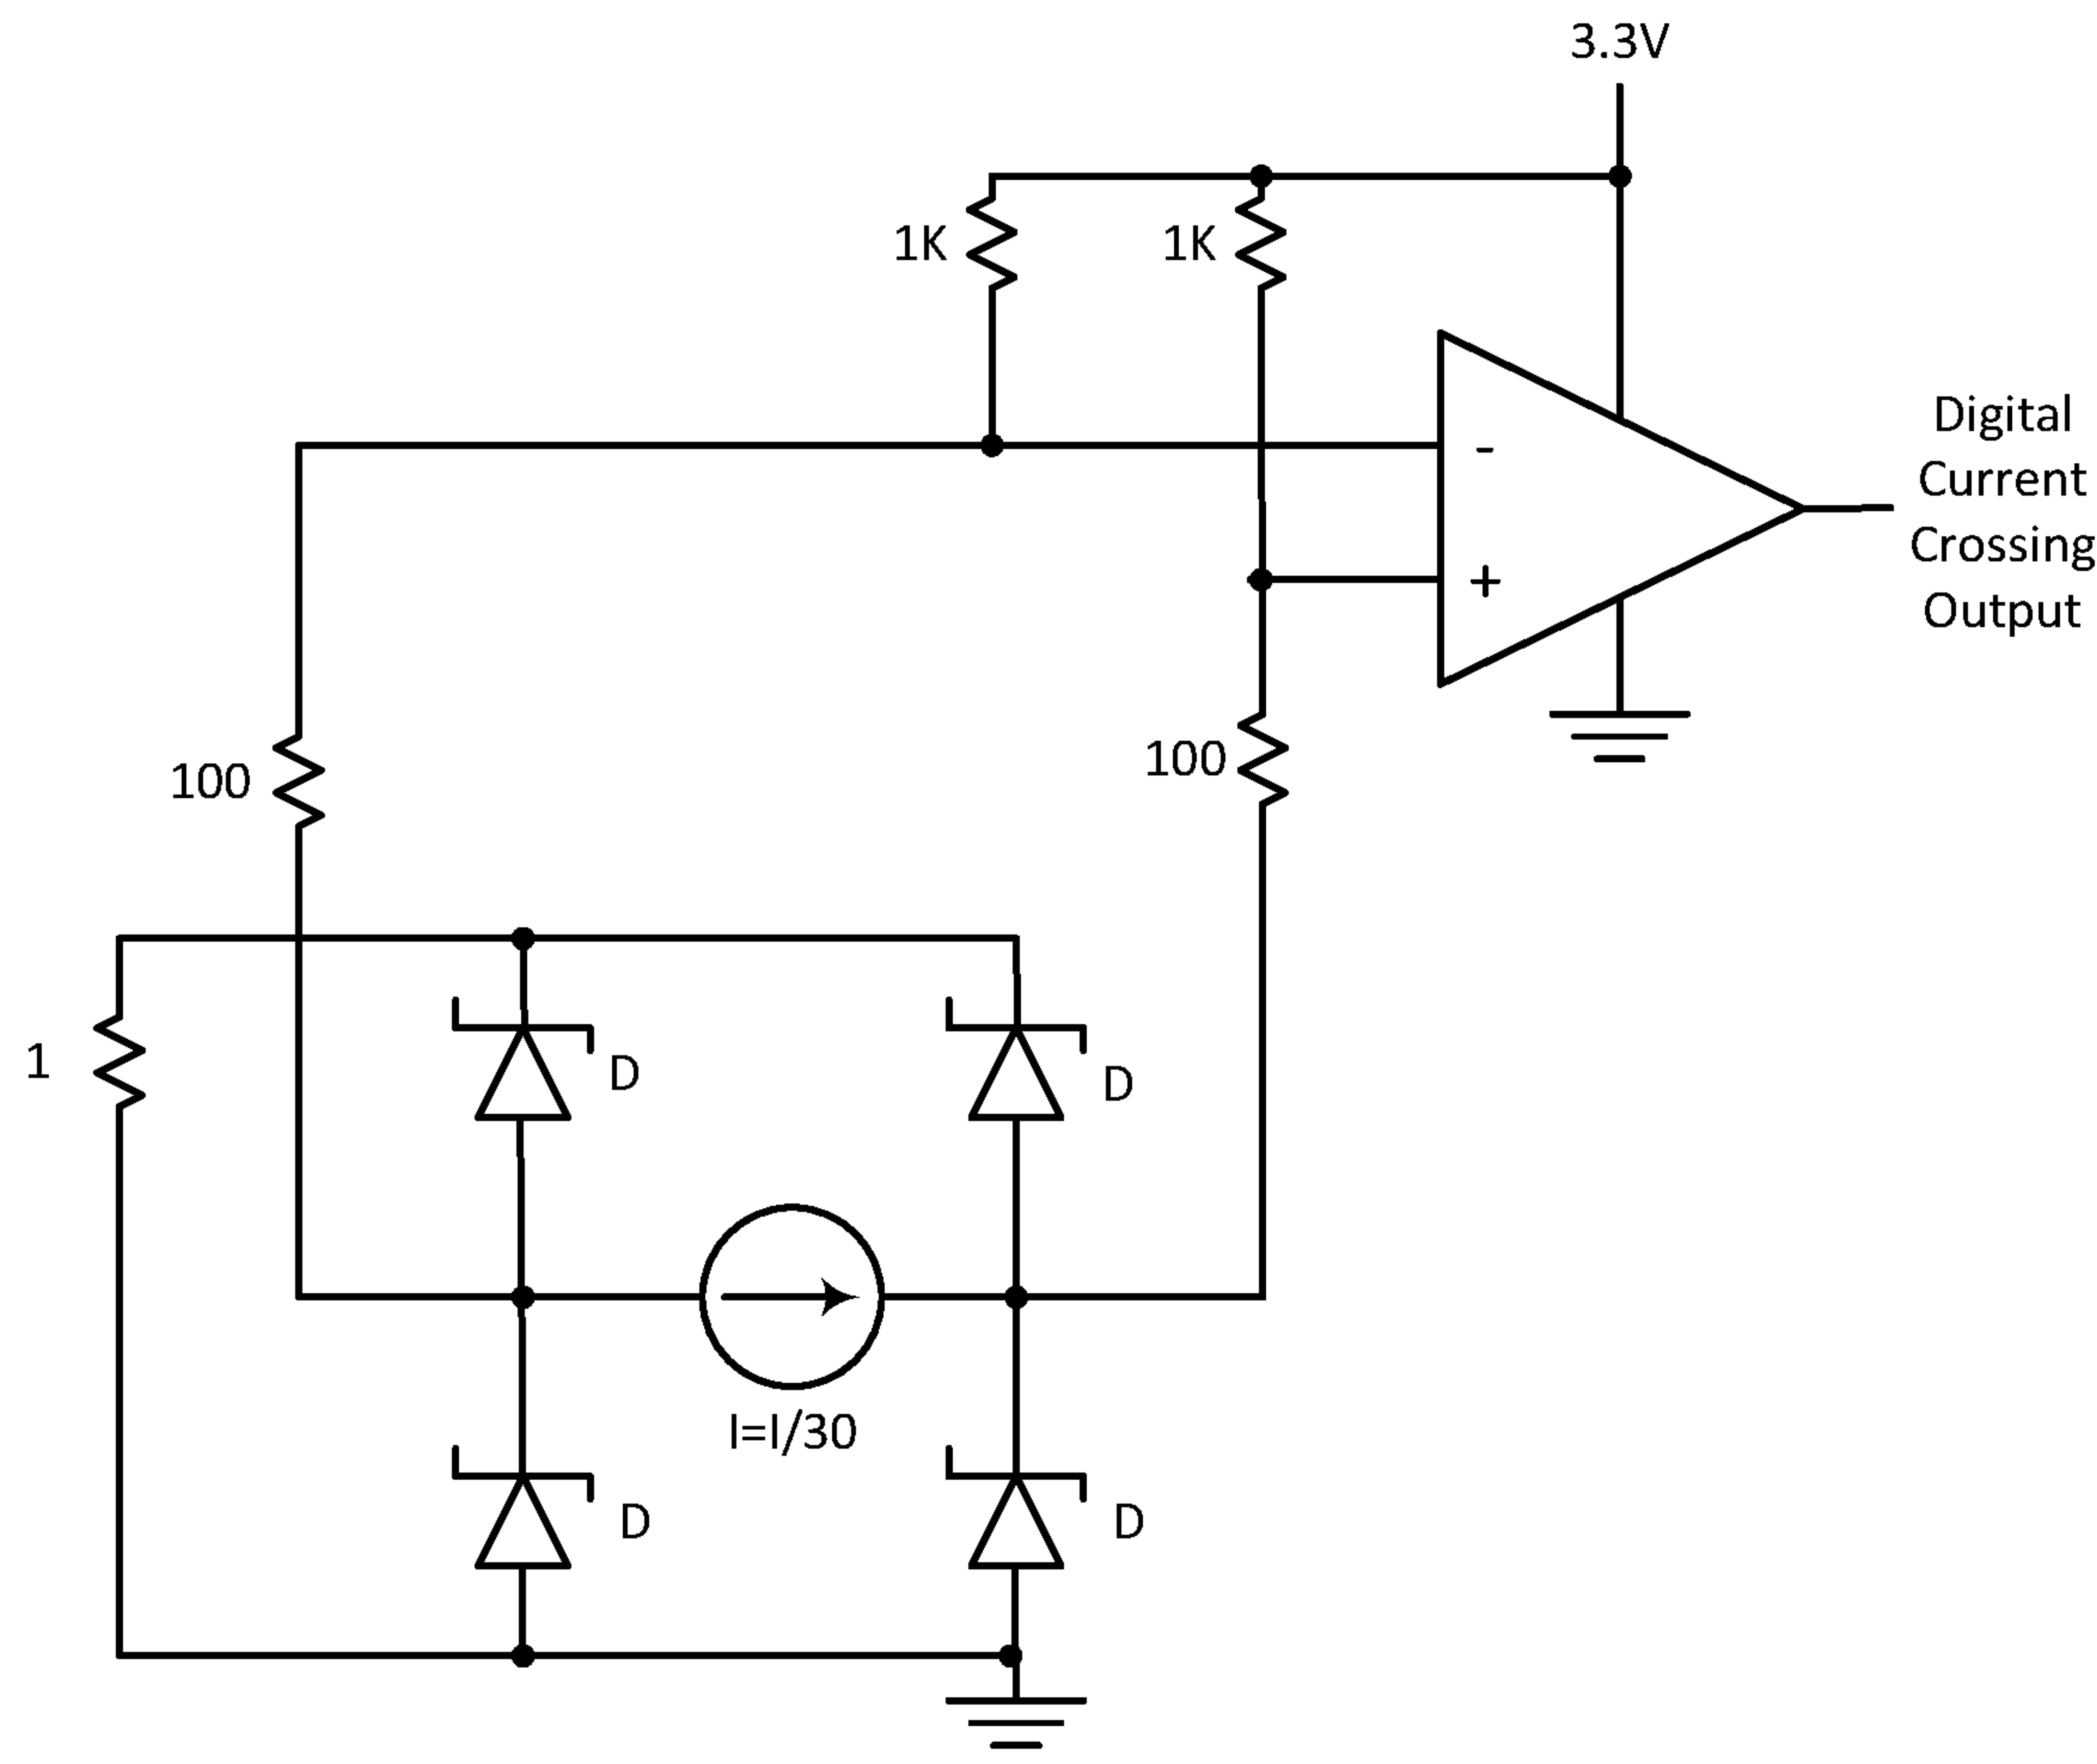 3.3V
1K
1K
-
+
Digital
Current
Crossing
Output
100
100
1
D
D
I=I/30
D
D